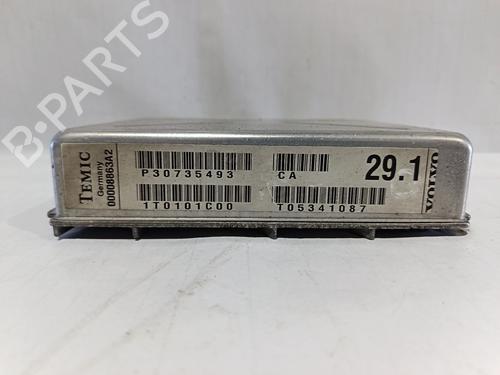 B-PARTS
TEMIC
Germany
00008863A2
P30735493
CA
29.1
1T0101C00
T05341087
VOLVO